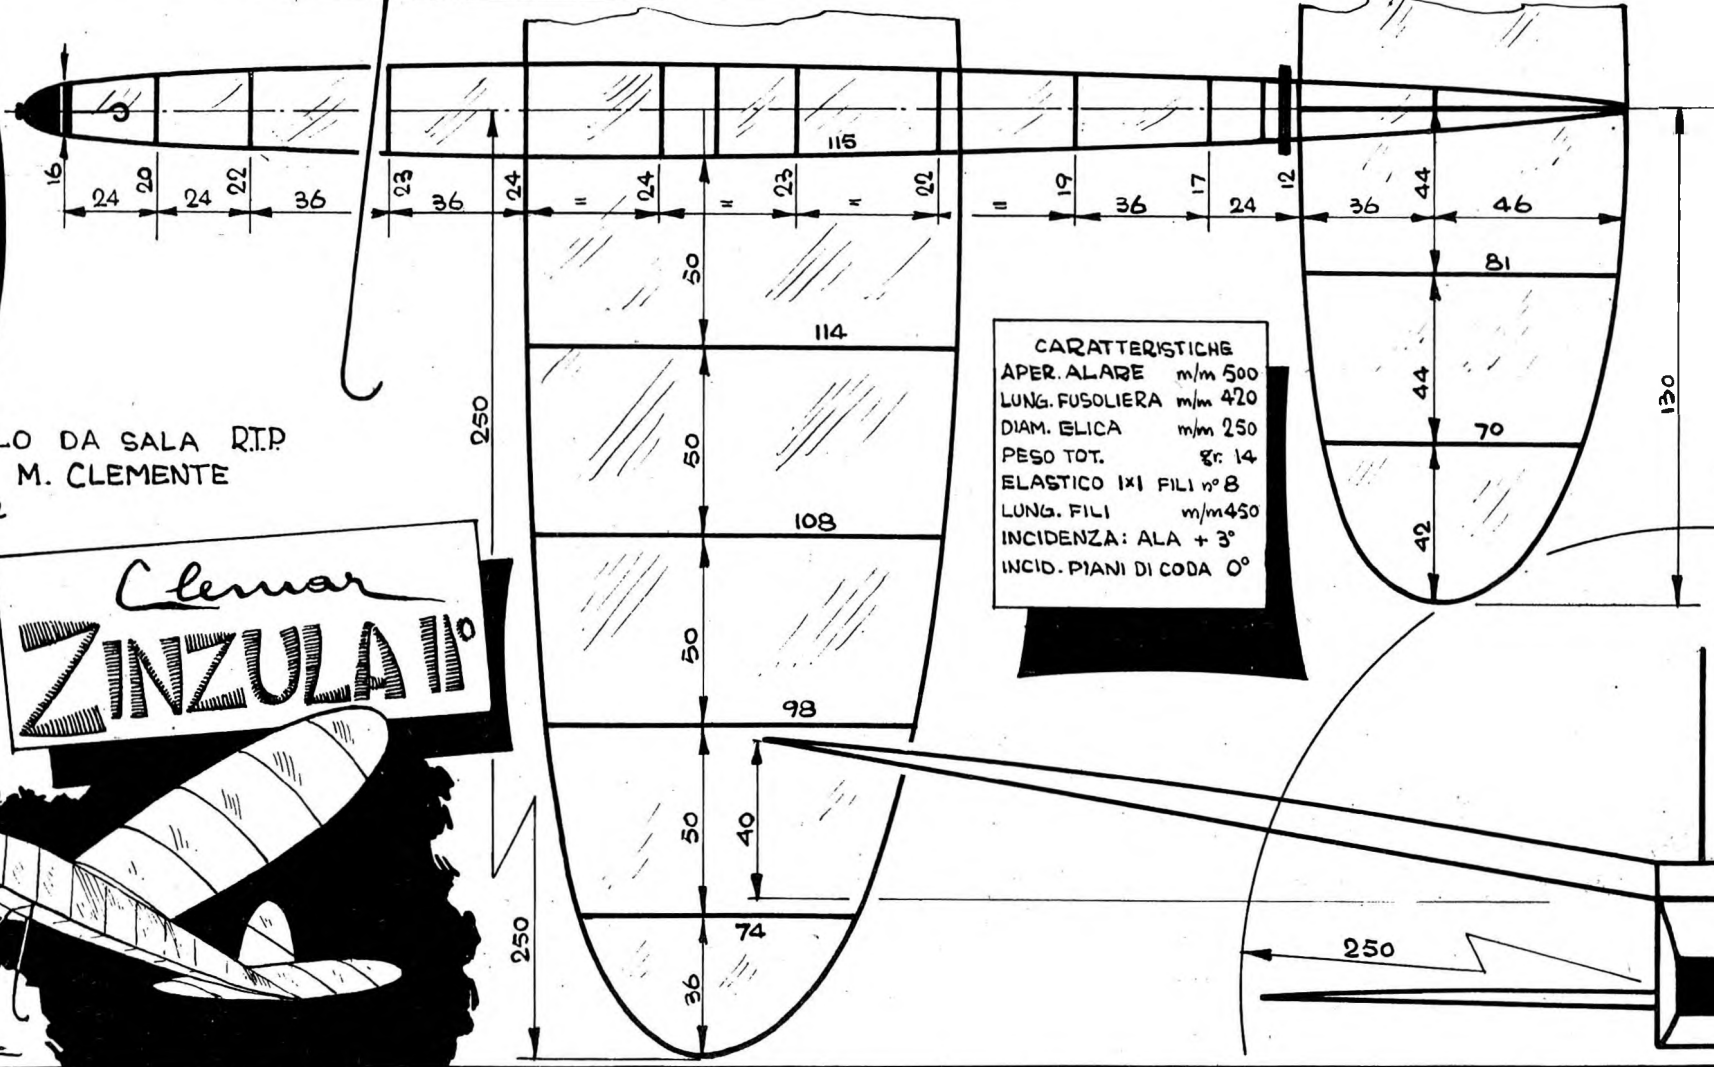 115
16 20 22 23 24 24 23 22 19 17 12
24 24 36 36 = = = = 36 24 36 46
44
50
81
114
44
70
250
50
130
42
108
50
98
50
40
74
36
250
250
CARATTERISTICHE
APER. ALARE m/m 500
LUNG. FUSOLIERA m/m 420
DIAM. ELICA m/m 250
PESO TOT. gr. 14
ELASTICO 1×1 FILI n° 8
LUNG. FILI m/m 450
INCIDENZA: ALA + 3°
INCID. PIANI DI CODA 0°
LO DA SALA R.T.P.
M. CLEMENTE
Clemar
ZINZULA II°